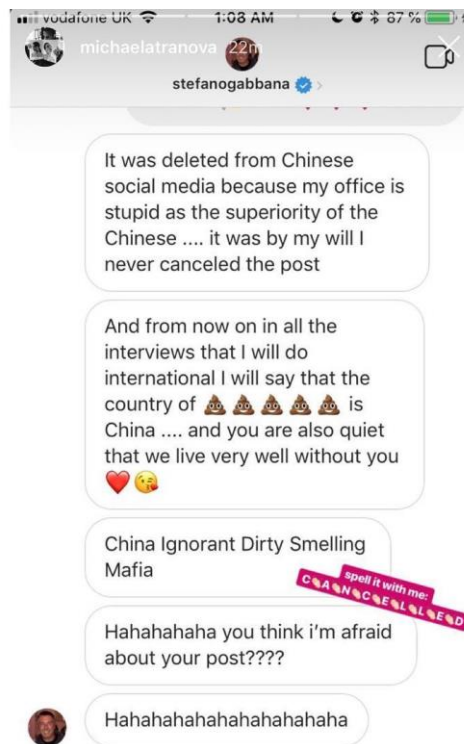 vodafone UK 1:08 AM 87 %
michaelatranova 22m
stefanogabbana
It was deleted from Chinese
social media because my office is
stupid as the superiority of the
Chinese .... it was by my will I
never canceled the post
And from now on in all the
interviews that I will do
international I will say that the
country of 💩 💩 💩 💩 💩 is
China .... and you are also quiet
that we live very well without you
❤️ 😘
China Ignorant Dirty Smelling
Mafia
spell it with me:
C👏🏻A👏🏻N👏🏻C👏🏻E👏🏻L👏🏻L👏🏻E👏🏻D
Hahahahaha you think i'm afraid
about your post????
Hahahahahahahahahahaha